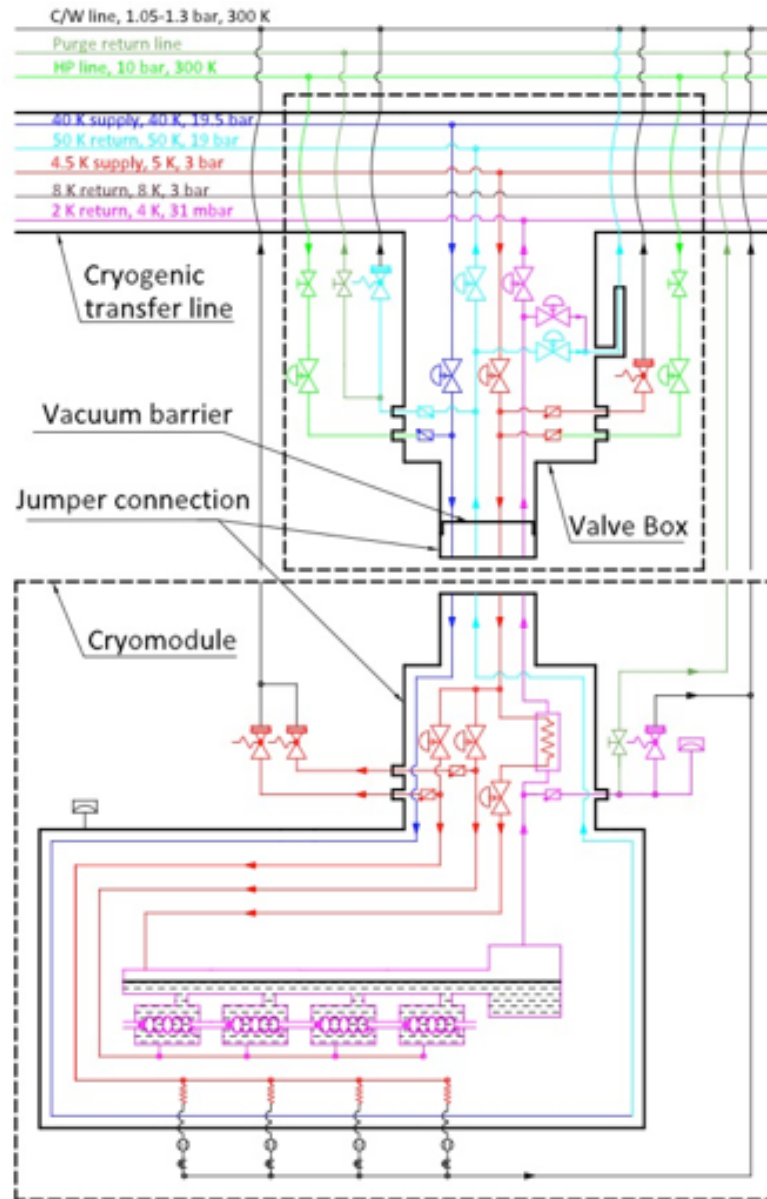 C/W line, 1.05-1.3 bar, 300 K
Purge return line
HP line, 10 bar, 300 K
40 K supply, 40 K, 19.5 bar
50 K return, 50 K, 19 bar
4.5 K supply, 5 K, 3 bar
8 K return, 8 K, 3 bar
2 K return, 4 K, 31 mbar
Cryogenic
transfer line
Vacuum barrier
Jumper connection
Valve Box
Cryomodule